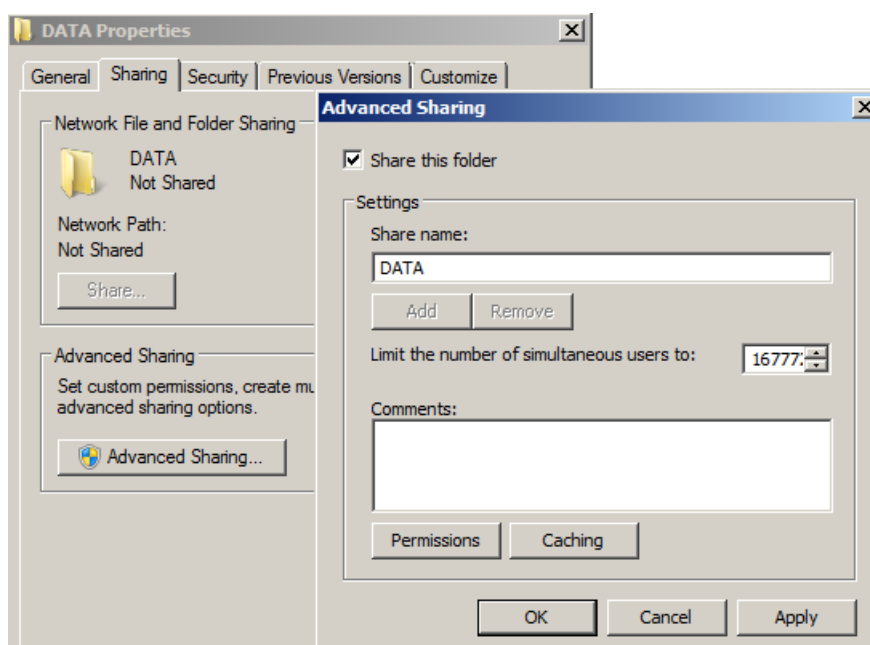 DATA Properties
General Sharing Security Previous Versions Customize
Network File and Folder Sharing
DATA
Not Shared
Network Path:
Not Shared
Share...
Advanced Sharing
Set custom permissions, create mu
advanced sharing options.
Advanced Sharing...
Advanced Sharing
Share this folder
Settings
Share name:
DATA
Add Remove
Limit the number of simultaneous users to: 16777
Comments:
Permissions Caching
OK Cancel Apply